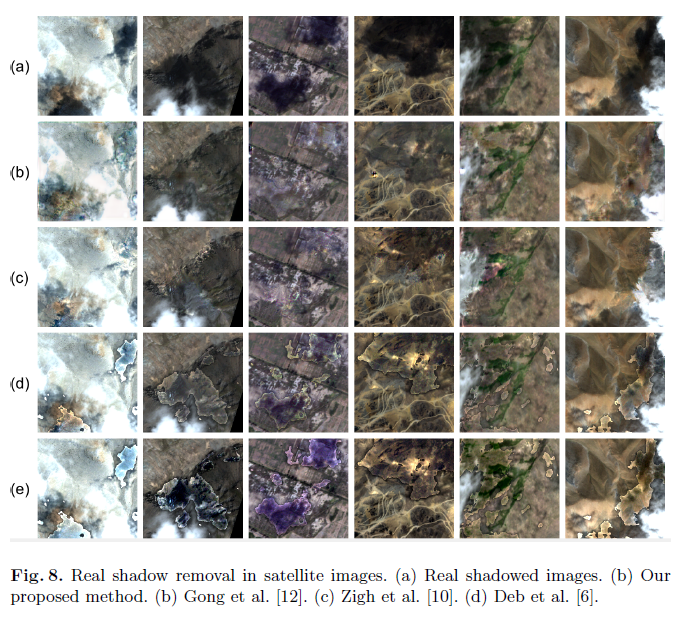 (a)
(b)
(c)
(d)
(e)
Fig. 8. Real shadow removal in satellite images. (a) Real shadowed images. (b) Our
proposed method. (b) Gong et al. [12]. (c) Zigh et al. [10]. (d) Deb et al. [6].